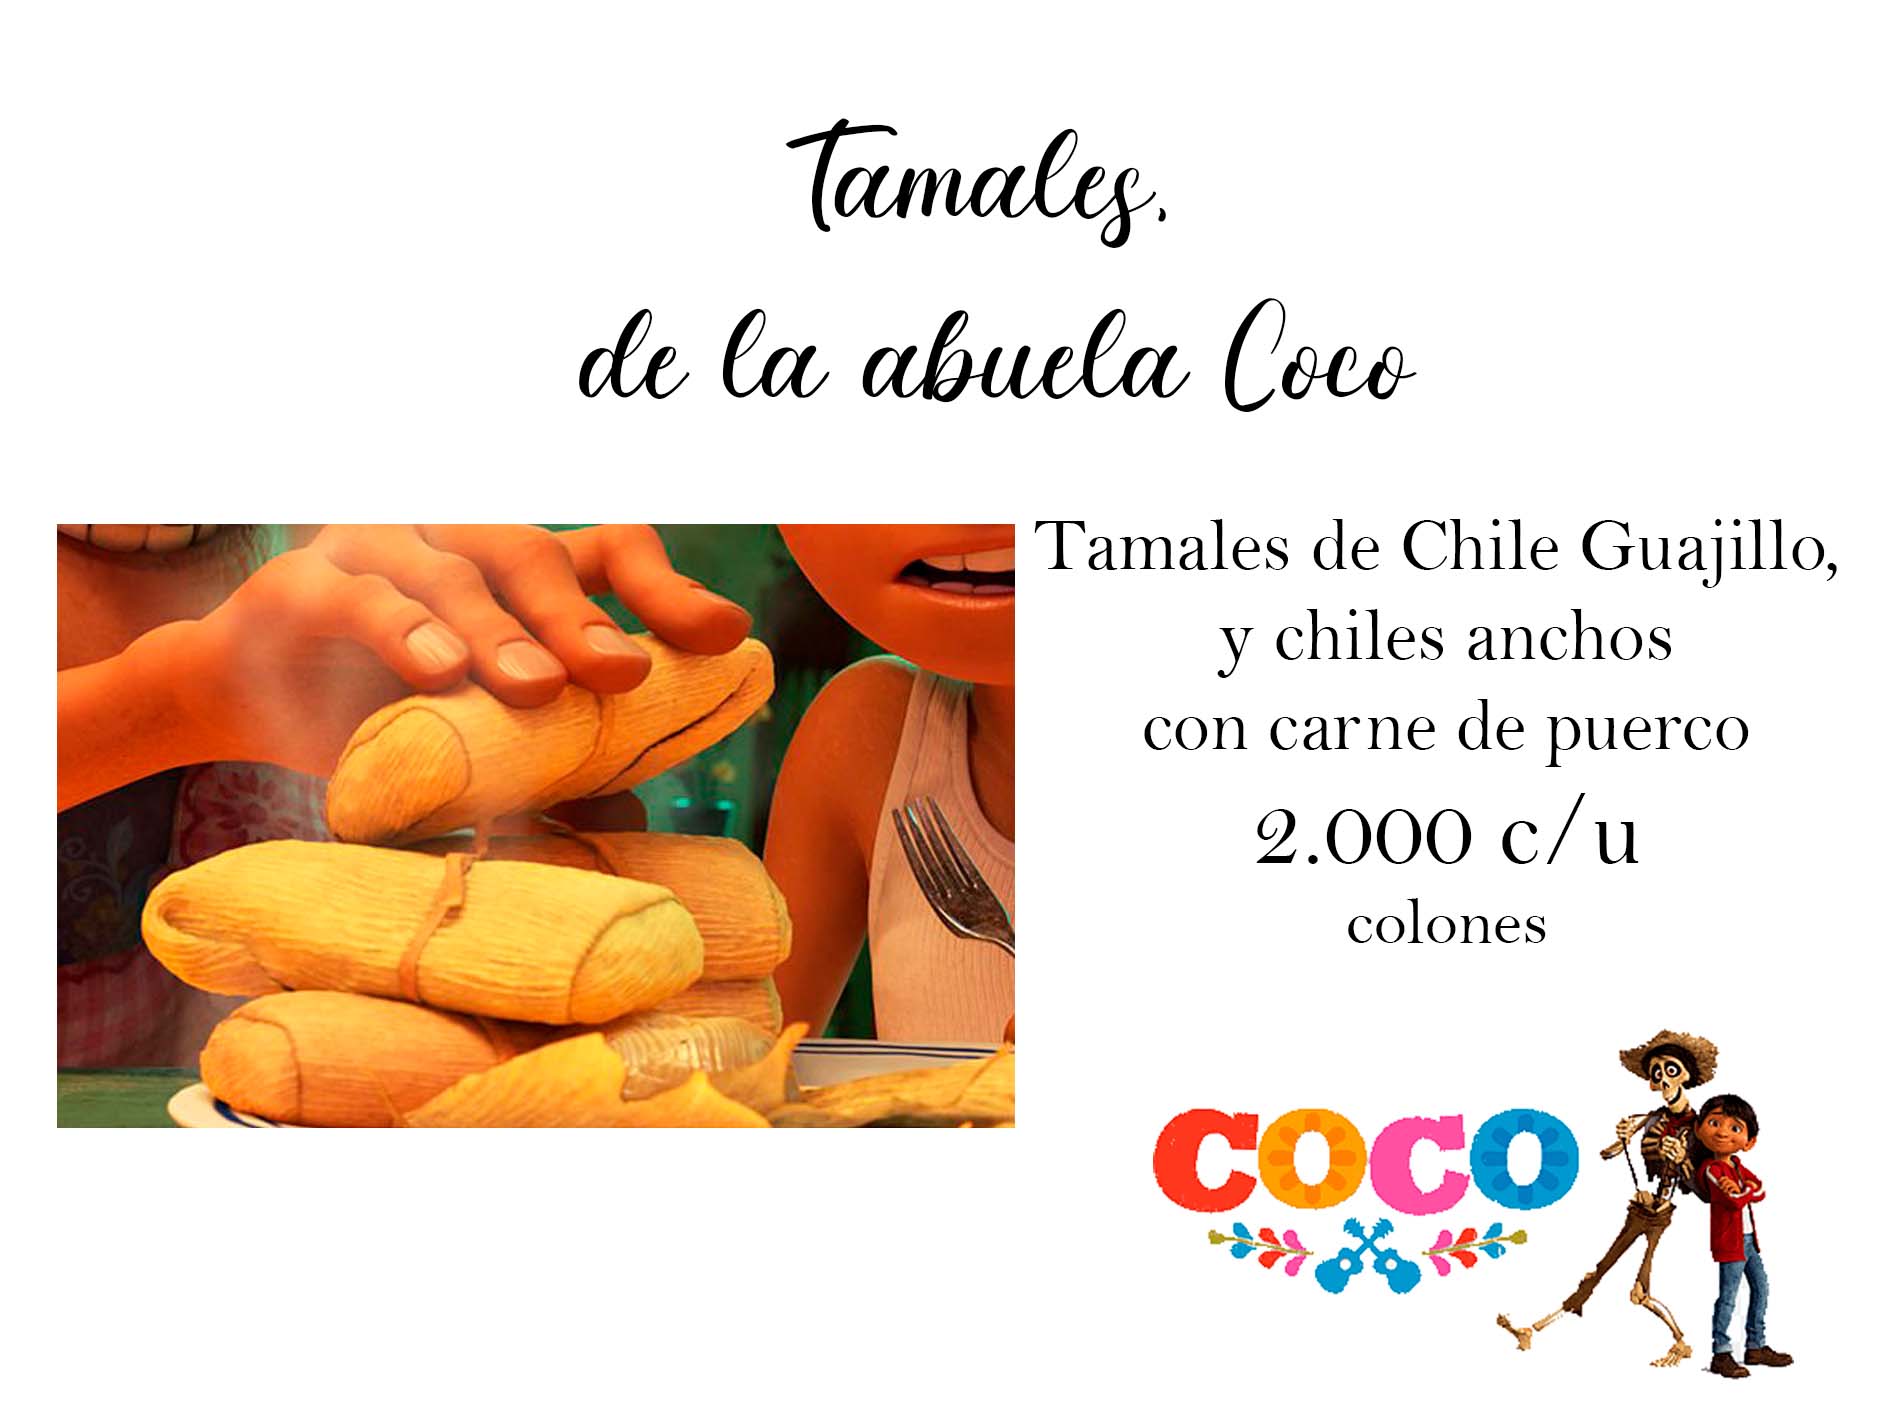 Tamales,
de la abuela Coco
Tamales de Chile Guajillo,
y chiles anchos
con carne de puerco
2.000 c/u
colones
COCO